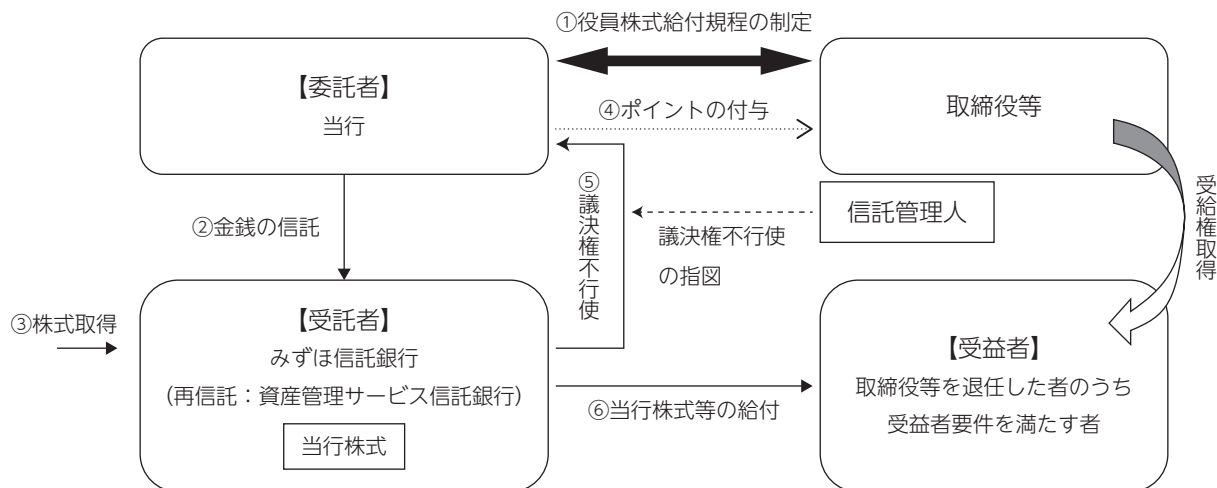 ①役員株式給付規程の制定
【委託者】
当行
④ポイントの付与
取締役等
②金銭の信託
⑤議決権不行使
議決権不行使
の指図
信託管理人
受給権取得
③株式取得
【受託者】
みずほ信託銀行
(再信託：資産管理サービス信託銀行)
当行株式
⑥当行株式等の給付
【受益者】
取締役等を退任した者のうち
受益者要件を満たす者